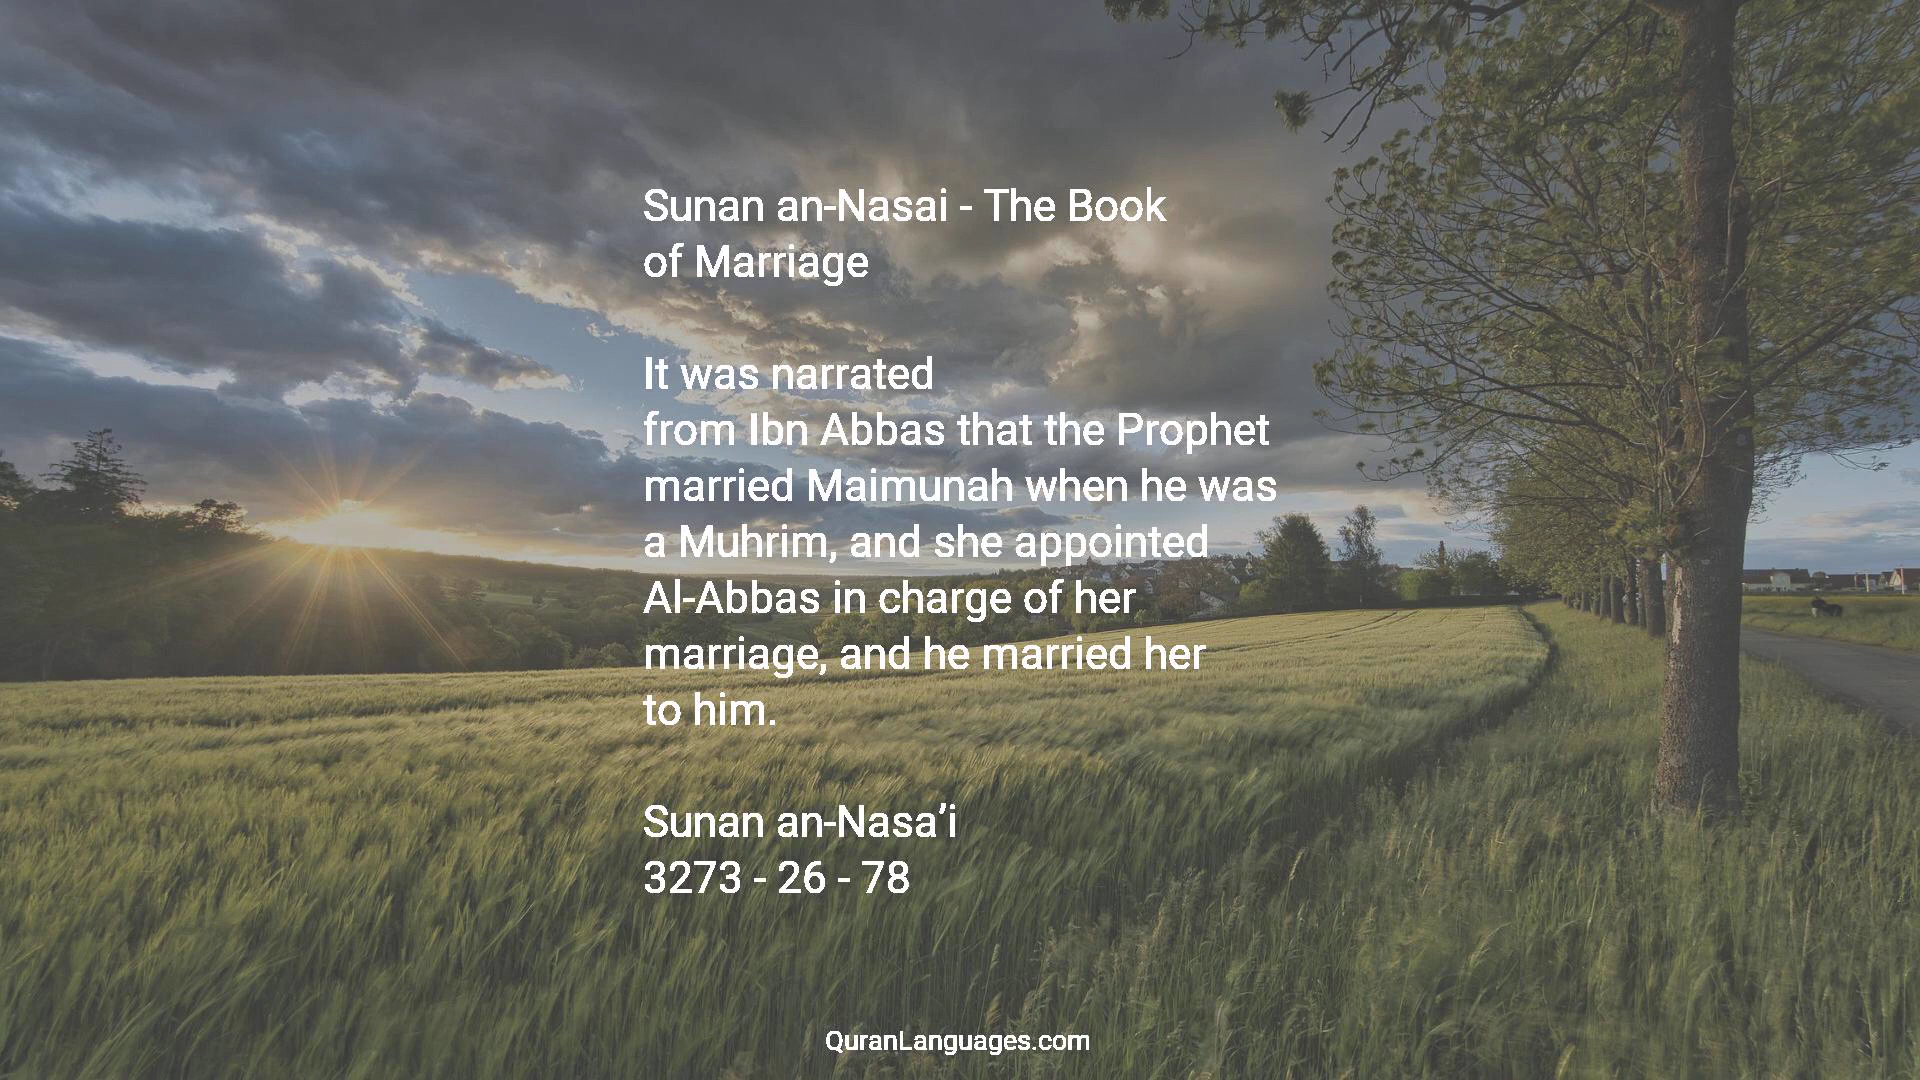 Sunan an-Nasai - The Book
of Marriage
It was narrated
from Ibn Abbas that the Prophet
married Maimunah when he was
a Muhrim, and she appointed
Al-Abbas in charge of her
marriage, and he married her
to him.
Sunan an-Nasa’i
3273 - 26 - 78
QuranLanguages.com